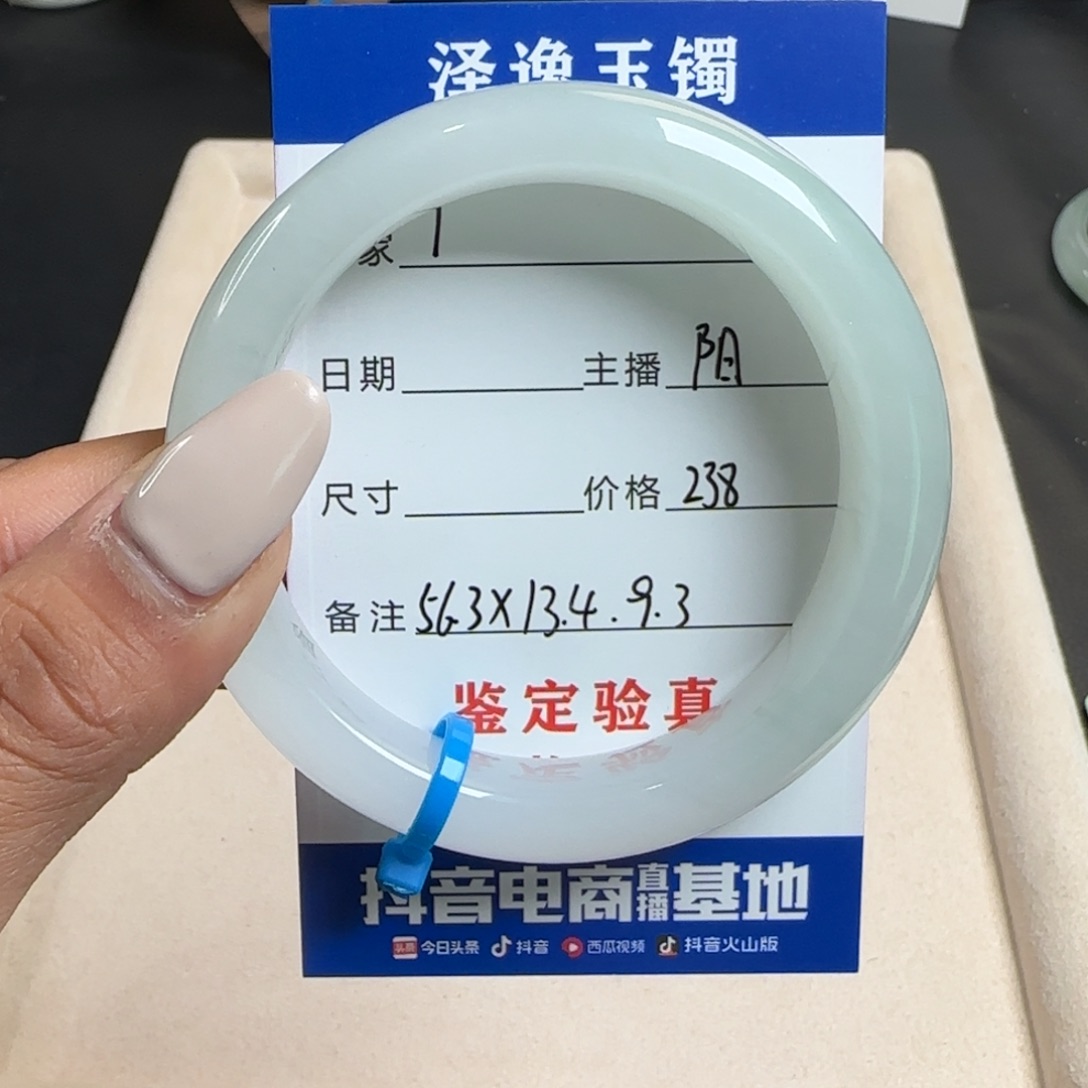 泽逸玉镯
家 1
日期 主播 阳
尺寸 价格 238
备注 56.3X13.4.9.3
鉴定验真
抖音电商直播基地
今日头条 抖音 西瓜视频 抖音火山版